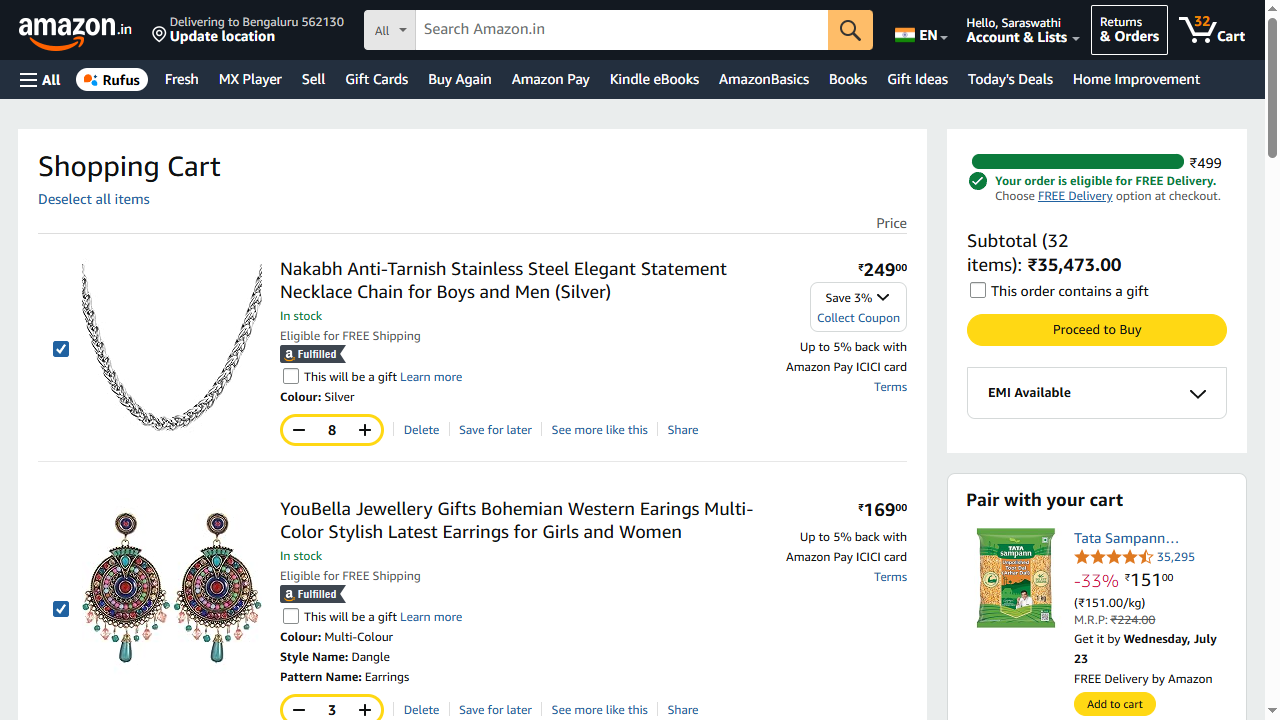 amazon.in
Delivering to Bengaluru 562130
Update location
All
Search Amazon.in
EN
Hello, Saraswathi
Account & Lists
Returns
& Orders
32
Cart
All
Rufus
Fresh
MX Player
Sell
Gift Cards
Buy Again
Amazon Pay
Kindle eBooks
AmazonBasics
Books
Gift Ideas
Today's Deals
Home Improvement
Shopping Cart
Deselect all items
Price
Nakabh Anti-Tarnish Stainless Steel Elegant Statement
Necklace Chain for Boys and Men (Silver)
In stock
Eligible for FREE Shipping
a Fulfilled
This will be a gift Learn more
Colour: Silver
8
Delete
Save for later
See more like this
Share
₹24900
Save 3%
Collect Coupon
Up to 5% back with
Amazon Pay ICICI card
Terms
YouBella Jewellery Gifts Bohemian Western Earings Multi-
Color Stylish Latest Earrings for Girls and Women
In stock
Eligible for FREE Shipping
a Fulfilled
This will be a gift Learn more
Colour: Multi-Colour
Style Name: Dangle
Pattern Name: Earrings
3
Delete
Save for later
See more like this
Share
₹16900
Up to 5% back with
Amazon Pay ICICI card
Terms
₹499
Your order is eligible for FREE Delivery.
Choose FREE Delivery option at checkout.
Subtotal (32
items): ₹35,473.00
This order contains a gift
Proceed to Buy
EMI Available
Pair with your cart
TATA
sampann
Unpolished
Toor Dal
(Arhar Dal)
Tata Sampann…
35,295
-33% ₹15100
(₹151.00/kg)
M.R.P: ₹224.00
Get it by Wednesday, July
23
FREE Delivery by Amazon
Add to cart